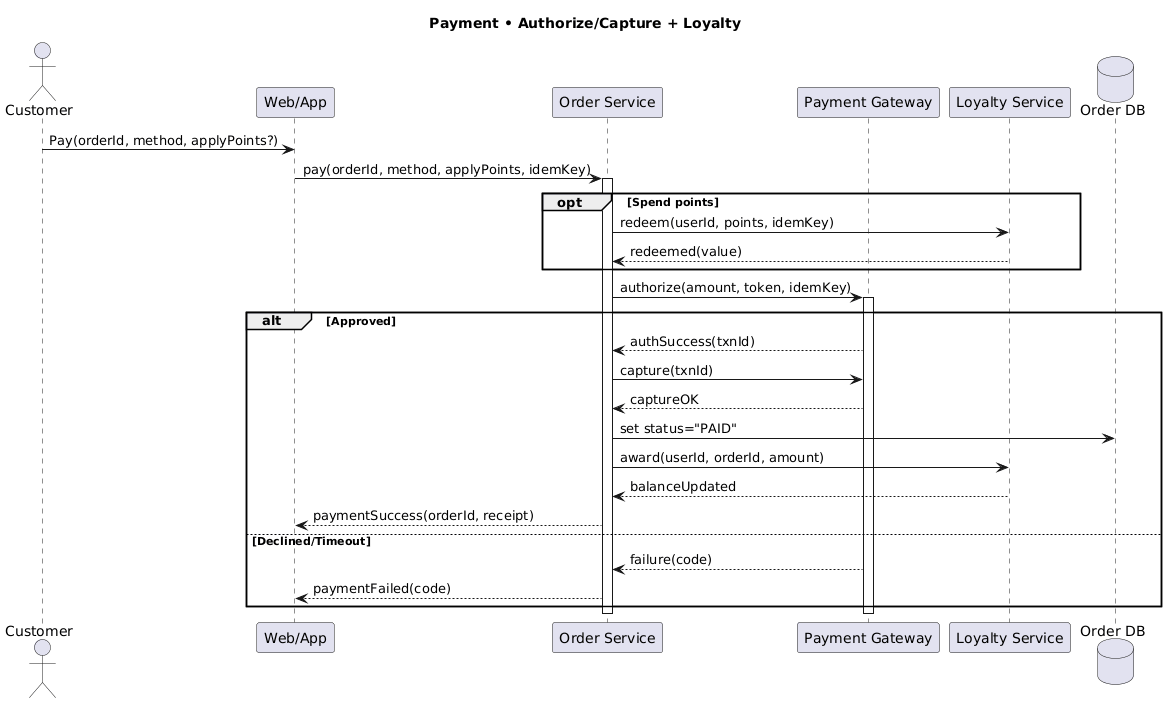 Payment • Authorize/Capture + Loyalty
Customer
Web/App
Order Service
Payment Gateway
Loyalty Service
Order DB
Pay(orderId, method, applyPoints?)
pay(orderId, method, applyPoints, idemKey)
opt
[Spend points]
redeem(userId, points, idemKey)
redeemed(value)
authorize(amount, token, idemKey)
alt
[Approved]
authSuccess(txnId)
capture(txnId)
captureOK
set status="PAID"
award(userId, orderId, amount)
balanceUpdated
paymentSuccess(orderId, receipt)
[Declined/Timeout]
failure(code)
paymentFailed(code)
Customer
Web/App
Order Service
Payment Gateway
Loyalty Service
Order DB